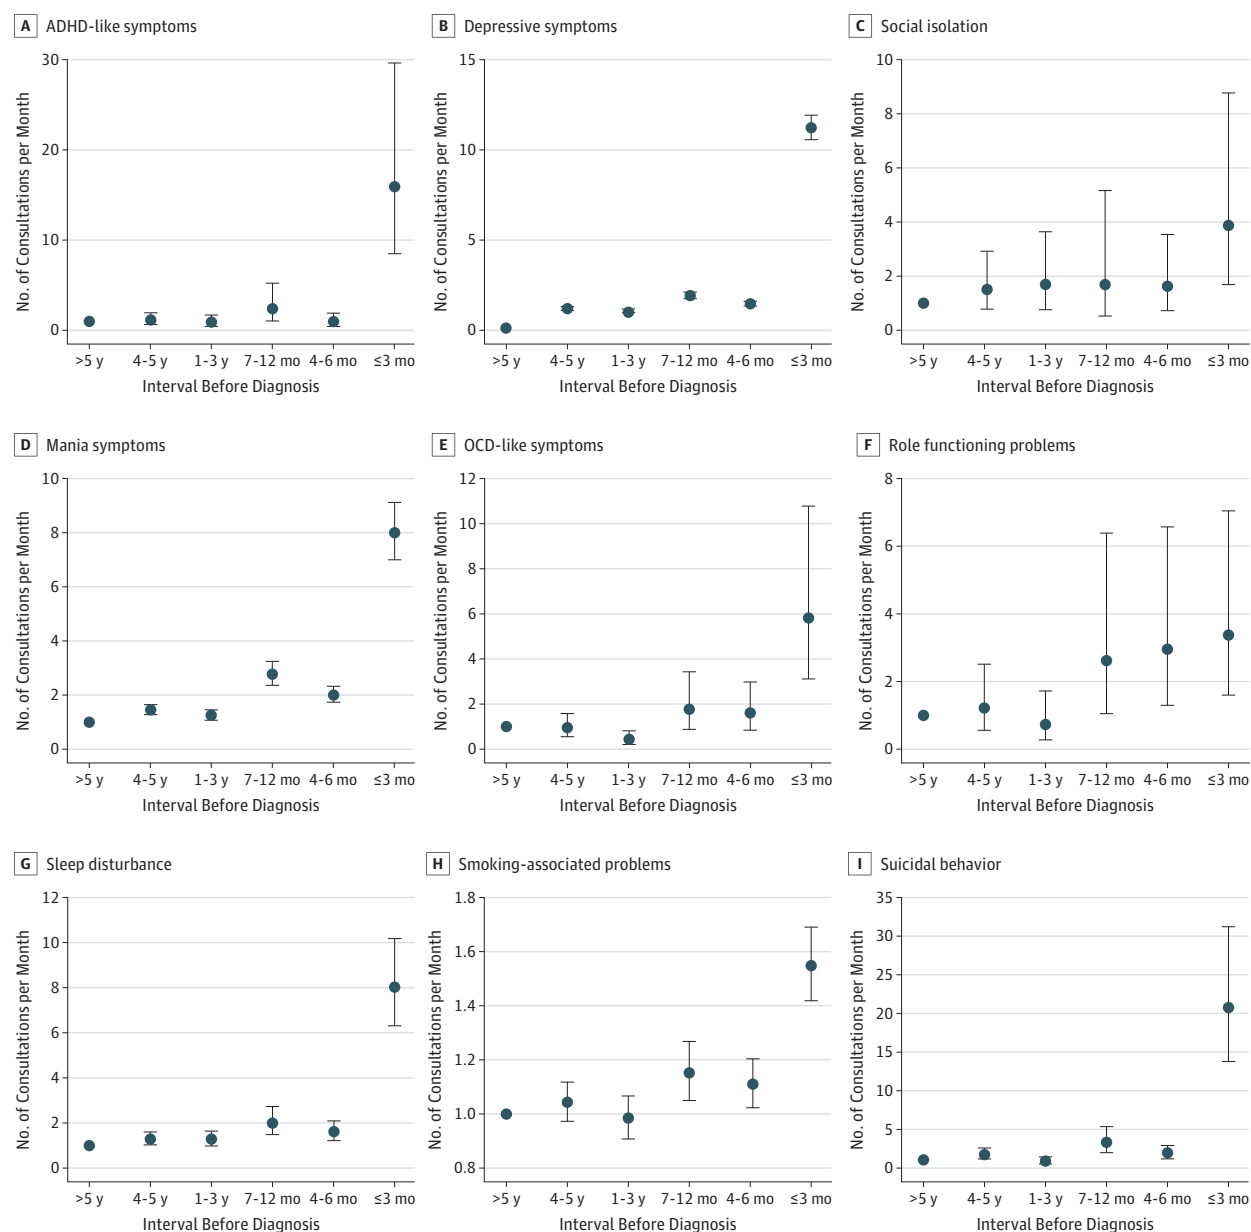 A ADHD-like symptoms
No. of Consultations per Month
30
20
10
0
>5 y 4-5 y 1-3 y 7-12 mo 4-6 mo ≤3 mo
Interval Before Diagnosis
B Depressive symptoms
No. of Consultations per Month
15
10
5
0
>5 y 4-5 y 1-3 y 7-12 mo 4-6 mo ≤3 mo
Interval Before Diagnosis
C Social isolation
No. of Consultations per Month
10
8
6
4
2
0
>5 y 4-5 y 1-3 y 7-12 mo 4-6 mo ≤3 mo
Interval Before Diagnosis
D Mania symptoms
No. of Consultations per Month
10
8
6
4
2
0
>5 y 4-5 y 1-3 y 7-12 mo 4-6 mo ≤3 mo
Interval Before Diagnosis
E OCD-like symptoms
No. of Consultations per Month
12
10
8
6
4
2
0
>5 y 4-5 y 1-3 y 7-12 mo 4-6 mo ≤3 mo
Interval Before Diagnosis
F Role functioning problems
No. of Consultations per Month
8
6
4
2
0
>5 y 4-5 y 1-3 y 7-12 mo 4-6 mo ≤3 mo
Interval Before Diagnosis
G Sleep disturbance
No. of Consultations per Month
12
10
8
6
4
2
0
>5 y 4-5 y 1-3 y 7-12 mo 4-6 mo ≤3 mo
Interval Before Diagnosis
H Smoking-associated problems
No. of Consultations per Month
1.8
1.6
1.4
1.2
1.0
0.8
>5 y 4-5 y 1-3 y 7-12 mo 4-6 mo ≤3 mo
Interval Before Diagnosis
I Suicidal behavior
No. of Consultations per Month
35
30
25
20
15
10
5
0
>5 y 4-5 y 1-3 y 7-12 mo 4-6 mo ≤3 mo
Interval Before Diagnosis